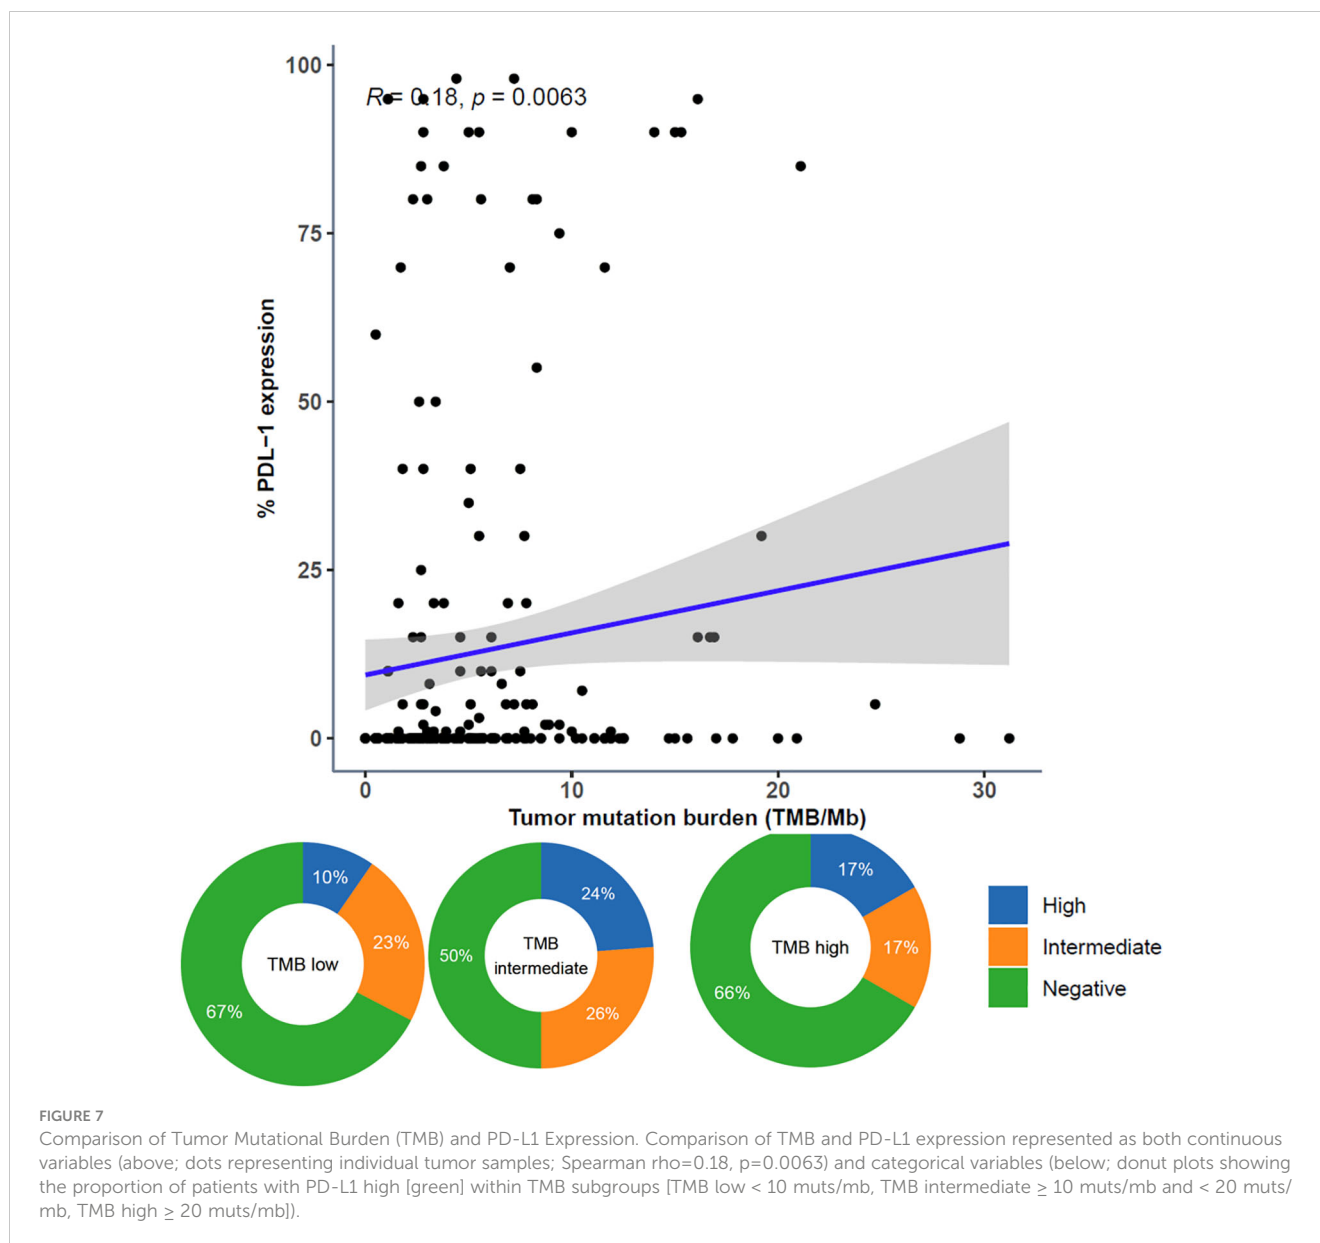 100
R = 0.18, p = 0.0063
75
50
25
0
% PDL−1 expression
0 10 20 30
Tumor mutation burden (TMB/Mb)
10%
23%
67%
TMB low
24%
26%
50%
TMB
intermediate
17%
17%
66%
TMB high
High
Intermediate
Negative
FIGURE 7
Comparison of Tumor Mutational Burden (TMB) and PD-L1 Expression. Comparison of TMB and PD-L1 expression represented as both continuous
variables (above; dots representing individual tumor samples; Spearman rho=0.18, p=0.0063) and categorical variables (below; donut plots showing
the proportion of patients with PD-L1 high [green] within TMB subgroups [TMB low < 10 muts/mb, TMB intermediate ≥ 10 muts/mb and < 20 muts/
mb, TMB high ≥ 20 muts/mb]).